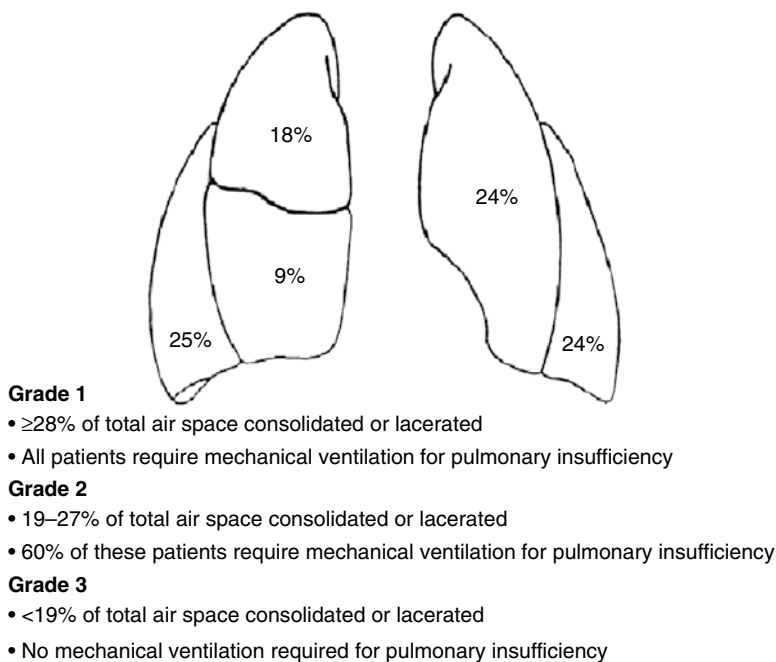 18%
24%
9%
25%
24%
Grade 1
• ≥28% of total air space consolidated or lacerated
• All patients require mechanical ventilation for pulmonary insufficiency
Grade 2
• 19–27% of total air space consolidated or lacerated
• 60% of these patients require mechanical ventilation for pulmonary insufficiency
Grade 3
• <19% of total air space consolidated or lacerated
• No mechanical ventilation required for pulmonary insufficiency